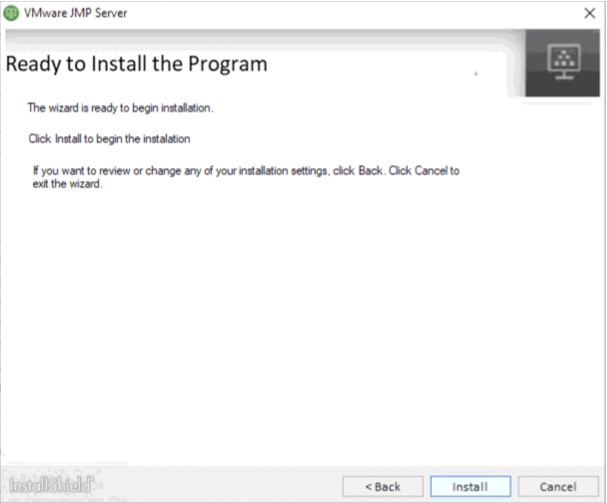 VMware JMP Server
Ready to Install the Program
The wizard is ready to begin installation.
Click Install to begin the instalation
If you want to review or change any of your installation settings, click Back. Click Cancel to
exit the wizard.
InstallShield
< Back
Install
Cancel